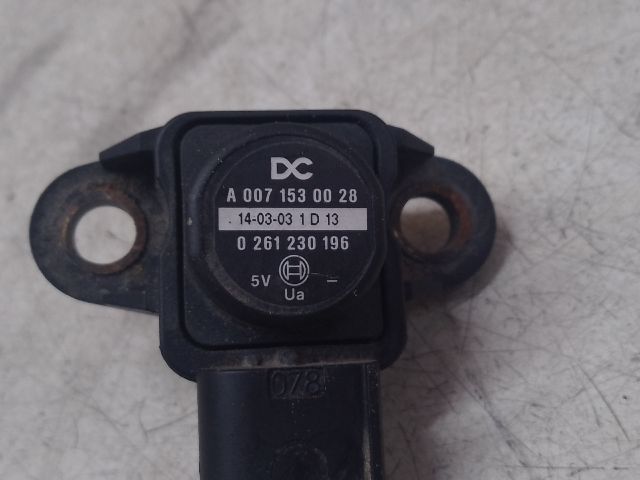 DC
A 007 153 00 28
14-03-03 1 D 13
0 261 230 196
5V –
Ua
078